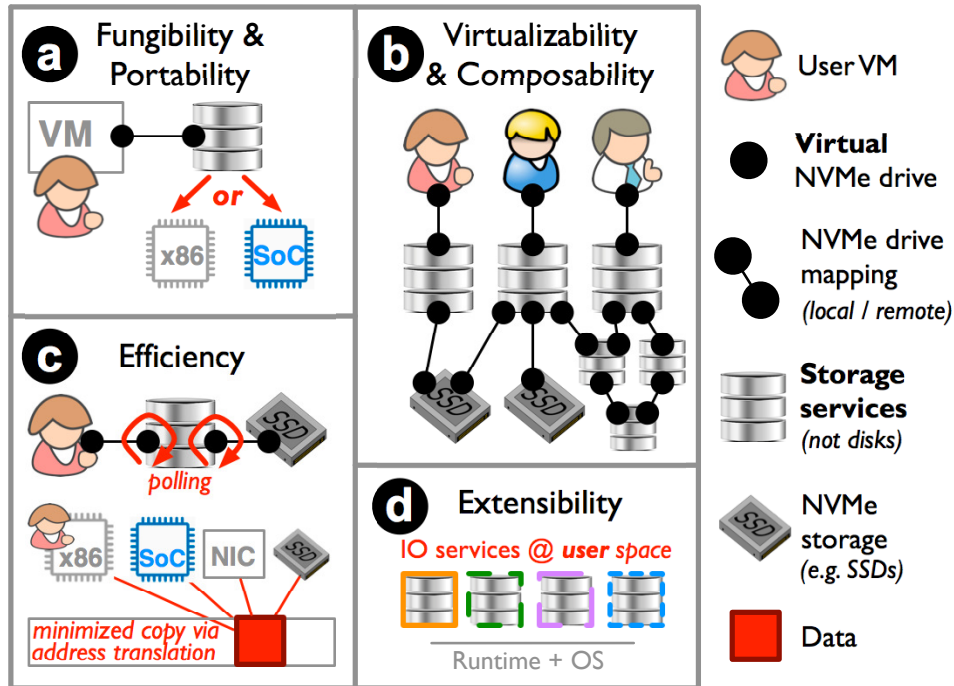 a
Fungibility &
Portability
VM
or
x86
SoC
b
Virtualizability
& Composability
SSD
SSD
c
Efficiency
SSD
polling
x86
SoC
NIC
SSD
minimized copy via
address translation
d
Extensibility
IO services @ user space
Runtime + OS
User VM
Virtual
NVMe drive
NVMe drive
mapping
(local / remote)
Storage
services
(not disks)
SSD
NVMe
storage
(e.g. SSDs)
Data